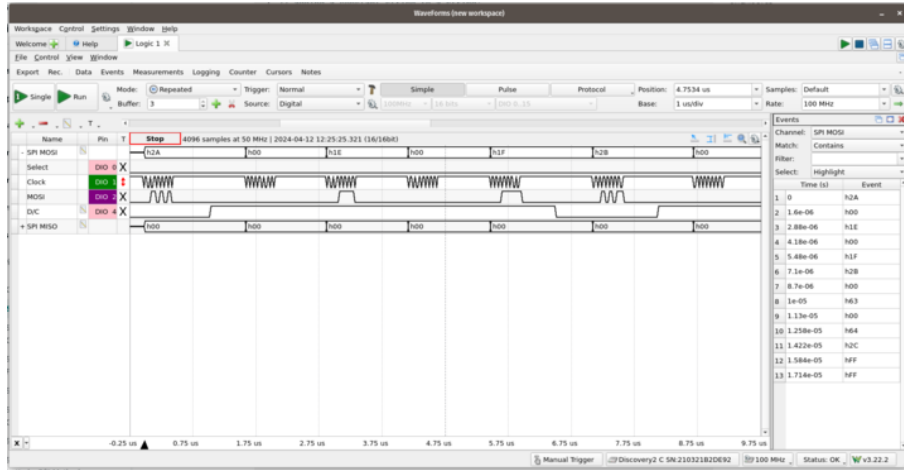 WaveForms (new workspace)
Workspace Control Settings Window Help
Welcome Help Logic 1
File Control View Window
Export Rec. Data Events Measurements Logging Counter Cursors Notes
Single Run Mode: Repeated Trigger: Normal Simple Pulse Protocol Position: 4.7534 us Samples: Default
Buffer: 3 Source: Digital 100MHz 18 bits DIO 0..15 Base: 1 us/div Rate: 100 MHz
Name Pin T Stop 4096 samples at 50 MHz | 2024-04-12 12:25:25.321 (16/16bit)
SPI MOSI h2A h00 h1E h00 h1F h2B h00
Select DIO 0 X
Clock DIO 1
MOSI DIO 2 X
D/C DIO 4 X
SPI MISO h00 h00 h00 h00 h00 h00 h00
X -0.25 us 0.75 us 1.75 us 2.75 us 3.75 us 4.75 us 5.75 us 6.75 us 7.75 us 8.75 us 9.75 us
Events
Channel: SPI MOSI
Match: Contains
Filter:
Select: Highlight
Time (s) Event
1 0 h2A
2 1.6e-06 h00
3 2.88e-06 h1E
4 4.18e-06 h00
5 5.48e-06 h1F
6 7.1e-06 h2B
7 8.7e-06 h00
8 1e-05 h63
9 1.13e-05 h00
10 1.258e-05 h64
11 1.422e-05 h2C
12 1.584e-05 hFF
13 1.714e-05 hFF
Manual Trigger Discovery2 C SN:210321B2DE92 100 MHz Status: OK W v3.22.2